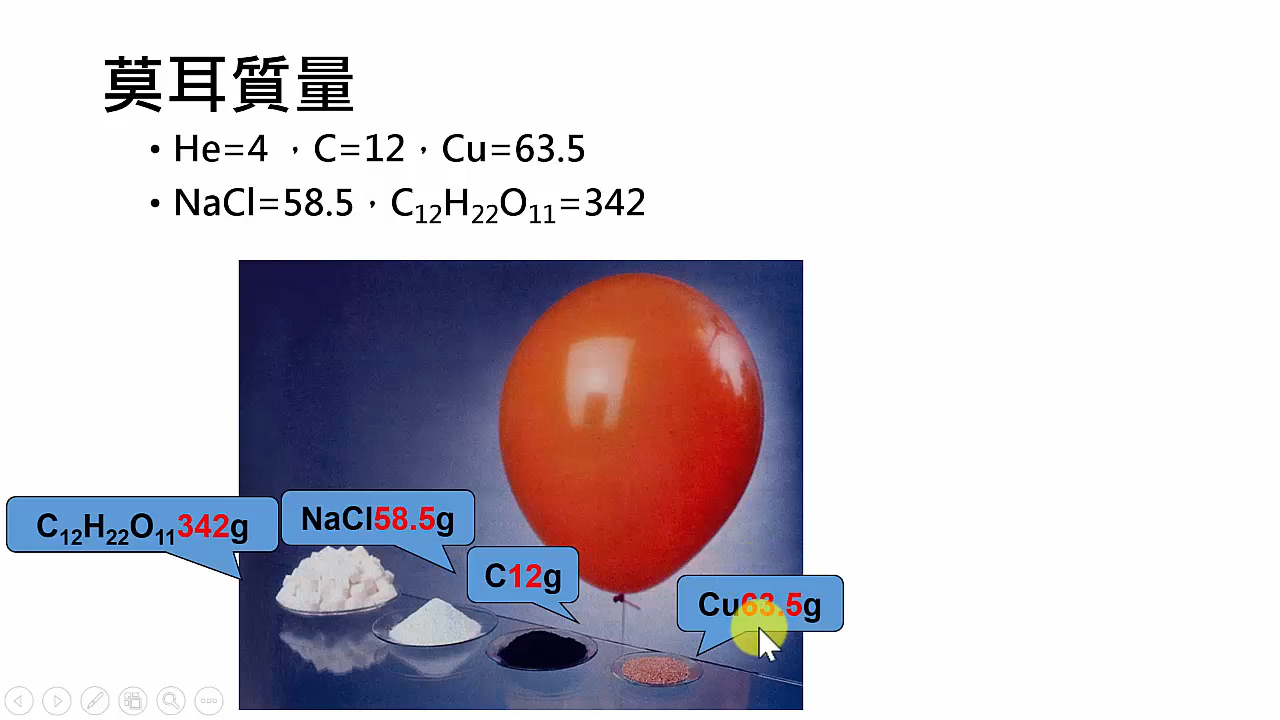 莫耳質量
• He=4 ，C=12，Cu=63.5
• NaCl=58.5，C₁₂H₂₂O₁₁=342
C₁₂H₂₂O₁₁342g
NaCl58.5g
C12g
Cu63.5g